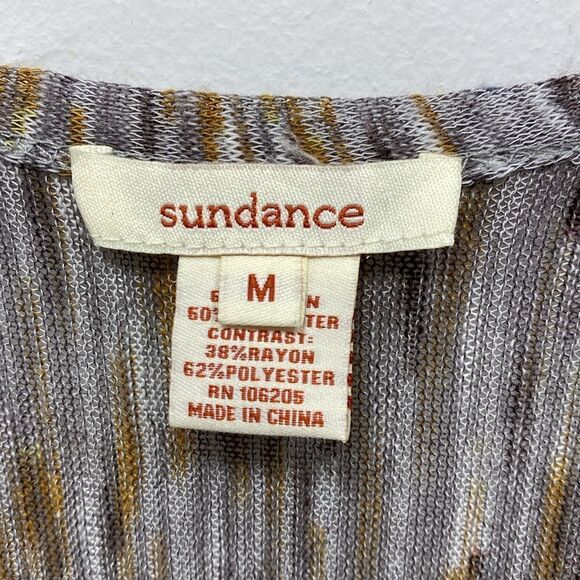 sundance
M
CONTRAST:
38%RAYON
62%POLYESTER
RN 106205
MADE IN CHINA